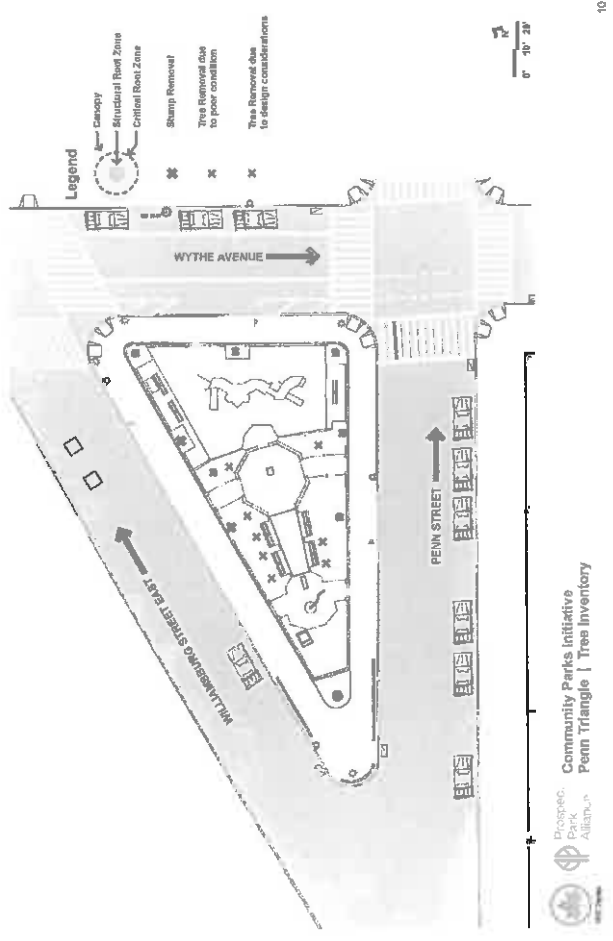 Legend
Canopy
Structural Root Zone
Critical Root Zone
Stump Removal
Tree Removal due
to poor condition
Tree Removal due
to design considerations
WYTHE AVENUE
WILLIAMSBURG STREET EAST
PENN STREET
N
0' 10' 20'
Prospect
Park
Alliance
Community Parks Initiative
Penn Triangle | Tree Inventory
10